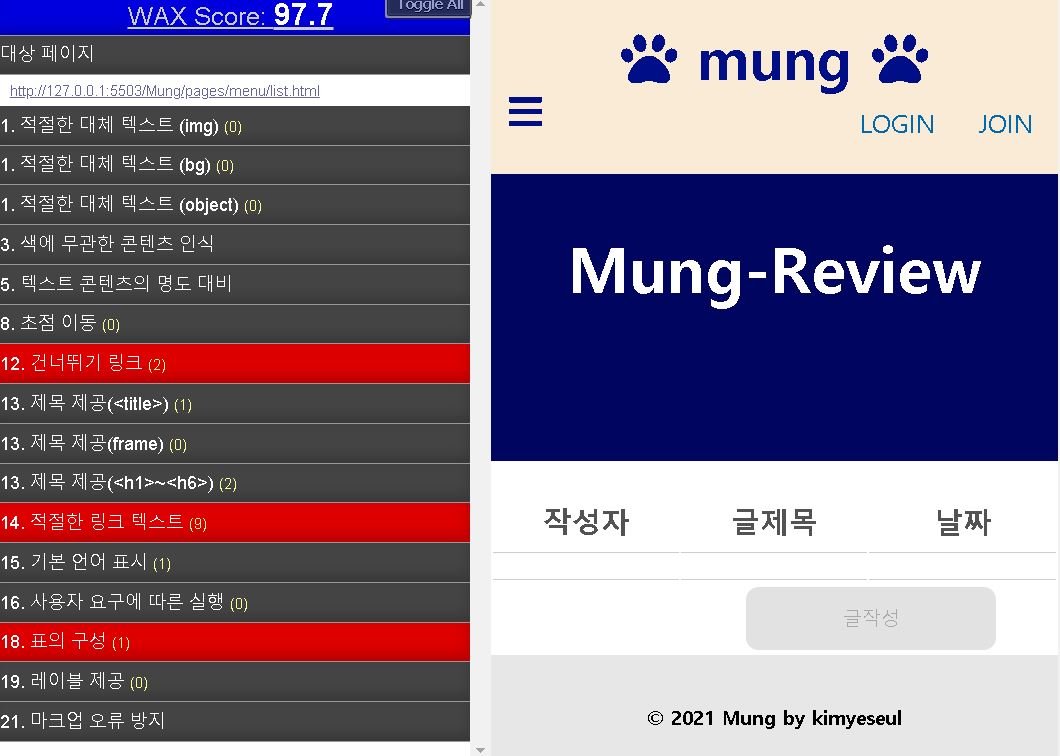 WAX Score: 97.7
Toggle All
대상 페이지
http://127.0.0.1:5503/Mung/pages/menu/list.html
1. 적절한 대체 텍스트 (img) (0)
1. 적절한 대체 텍스트 (bg) (0)
1. 적절한 대체 텍스트 (object) (0)
3. 색에 무관한 콘텐츠 인식
5. 텍스트 콘텐츠의 명도 대비
8. 초점 이동 (0)
12. 건너뛰기 링크 (2)
13. 제목 제공(<title>) (1)
13. 제목 제공(frame) (0)
13. 제목 제공(<h1>~<h6>) (2)
14. 적절한 링크 텍스트 (9)
15. 기본 언어 표시 (1)
16. 사용자 요구에 따른 실행 (0)
18. 표의 구성 (1)
19. 레이블 제공 (0)
21. 마크업 오류 방지
mung
LOGIN JOIN
Mung-Review
작성자 글제목 날짜
글작성
© 2021 Mung by kimyeseul